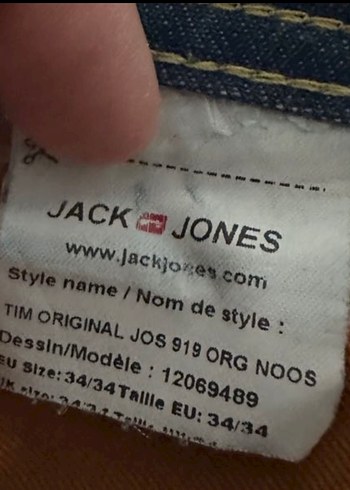 JACK JONES
www.jackjones.com
Style name / Nom de style :
TIM ORIGINAL JOS 919 ORG NOOS
Dessin/Modèle : 12069489
EU Size: 34/34 Taille EU: 34/34